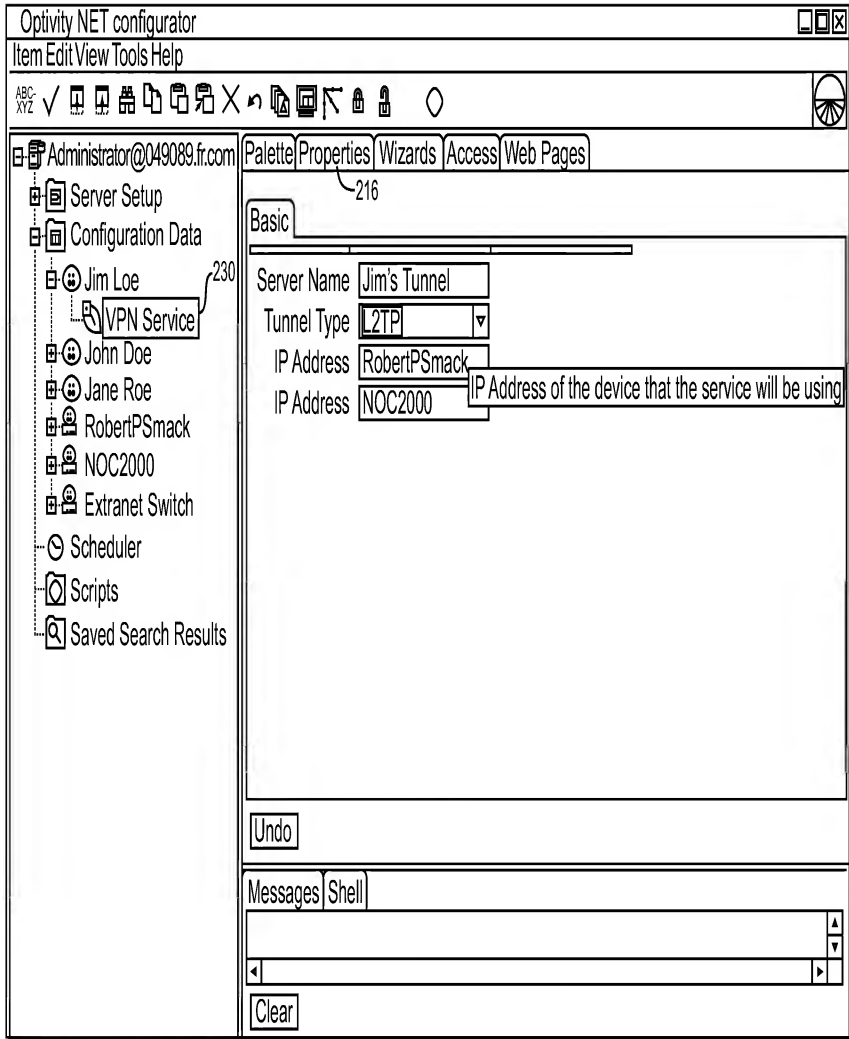 Optivity NET configurator
Item Edit View Tools Help
ABC-
XYZ
Administrator@049089.fr.com
Server Setup
Configuration Data
Jim Loe
230
VPN Service
John Doe
Jane Roe
RobertPSmack
NOC2000
Extranet Switch
Scheduler
Scripts
Saved Search Results
Palette Properties Wizards Access Web Pages
216
Basic
Server Name Jim's Tunnel
Tunnel Type L2TP
IP Address RobertPSmack
IP Address of the device that the service will be using
IP Address NOC2000
Undo
Messages Shell
Clear